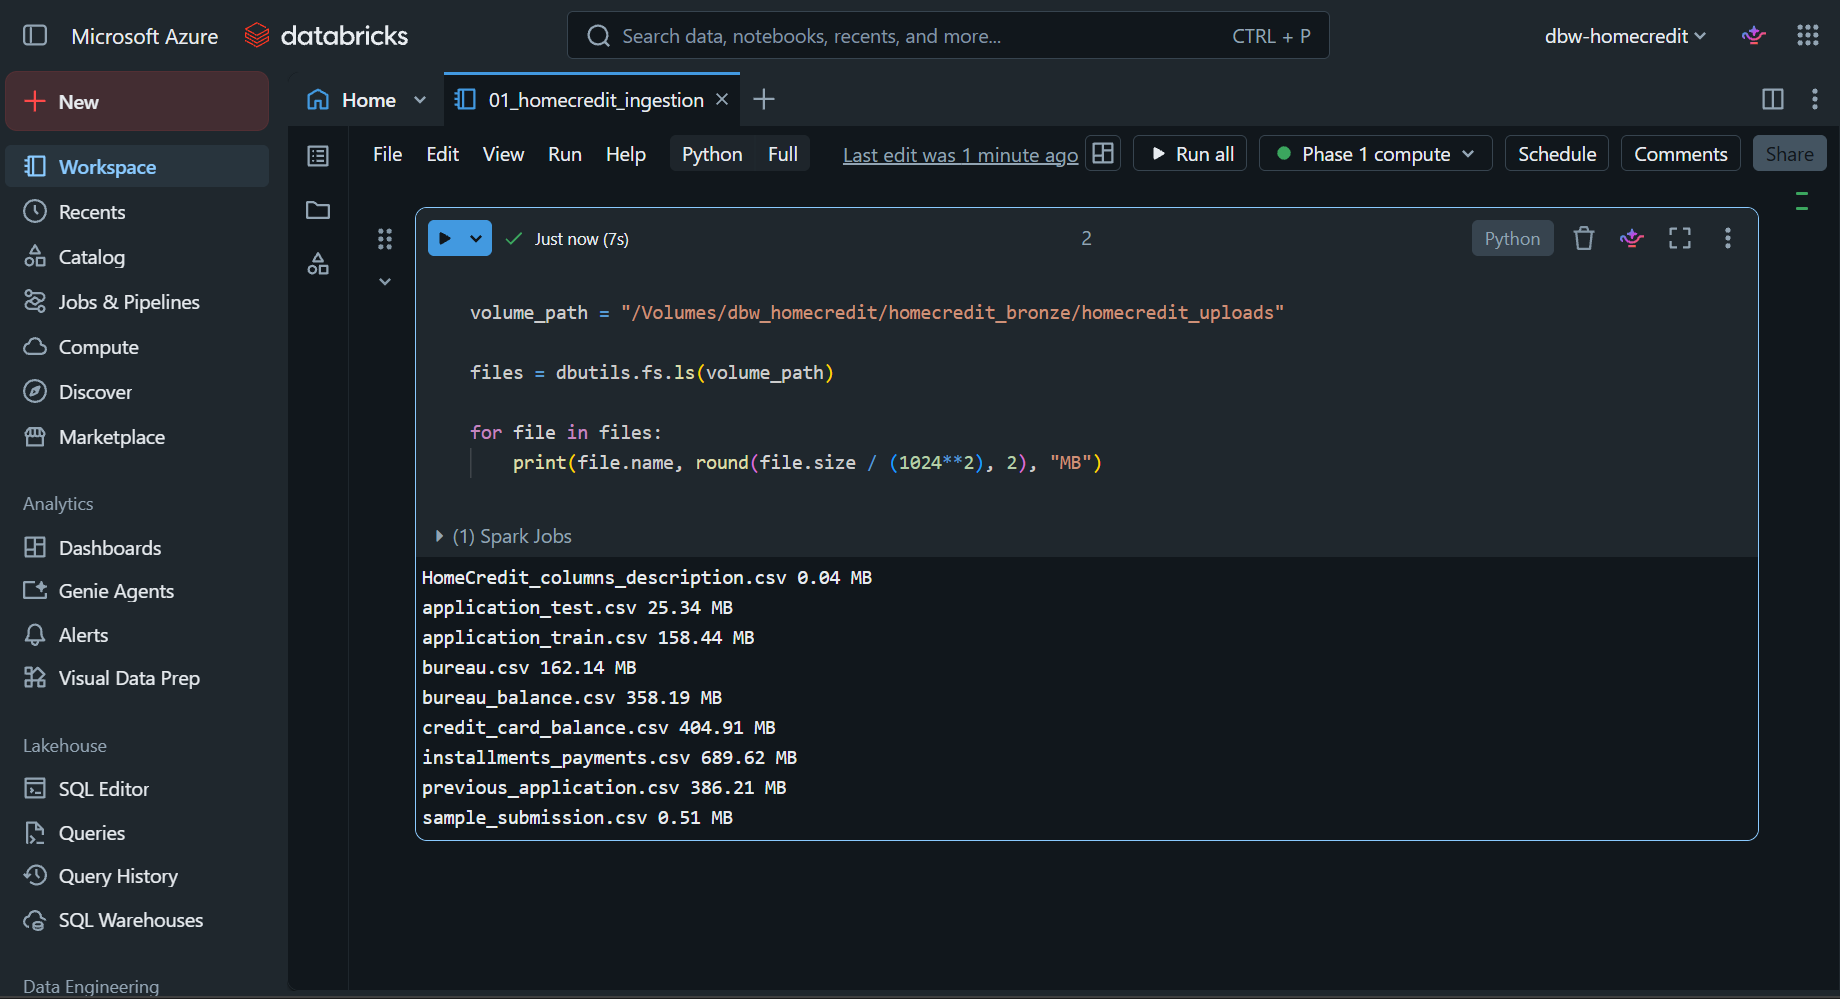 Microsoft Azure databricks
Search data, notebooks, recents, and more... CTRL + P
dbw-homecredit
New
Workspace
Recents
Catalog
Jobs & Pipelines
Compute
Discover
Marketplace
Analytics
Dashboards
Genie Agents
Alerts
Visual Data Prep
Lakehouse
SQL Editor
Queries
Query History
SQL Warehouses
Data Engineering
Home 01_homecredit_ingestion
File Edit View Run Help Python Full Last edit was 1 minute ago Run all Phase 1 compute Schedule Comments Share
Just now (7s) 2 Python
volume_path = "/Volumes/dbw_homecredit/homecredit_bronze/homecredit_uploads"
files = dbutils.fs.ls(volume_path)
for file in files:
    print(file.name, round(file.size / (1024**2), 2), "MB")
(1) Spark Jobs
HomeCredit_columns_description.csv 0.04 MB
application_test.csv 25.34 MB
application_train.csv 158.44 MB
bureau.csv 162.14 MB
bureau_balance.csv 358.19 MB
credit_card_balance.csv 404.91 MB
installments_payments.csv 689.62 MB
previous_application.csv 386.21 MB
sample_submission.csv 0.51 MB